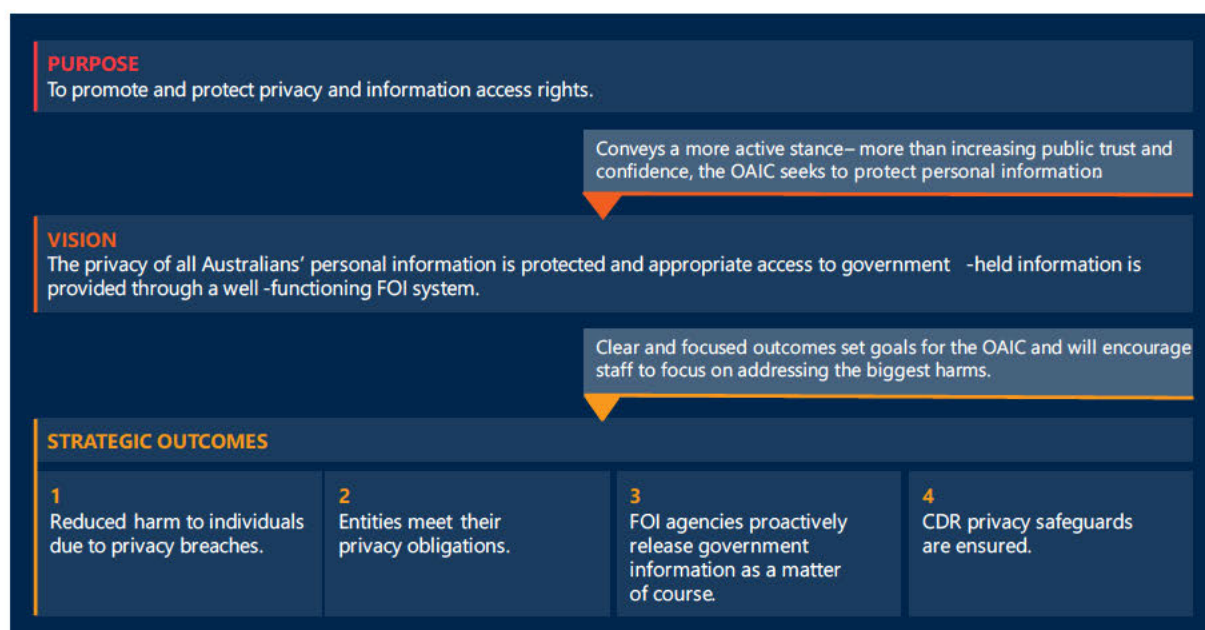 PURPOSE
To promote and protect privacy and information access rights.
Conveys a more active stance– more than increasing public trust and
confidence, the OAIC seeks to protect personal information.
VISION
The privacy of all Australians’ personal information is protected and appropriate access to government -held information is
provided through a well -functioning FOI system.
Clear and focused outcomes set goals for the OAIC and will encourage
staff to focus on addressing the biggest harms.
STRATEGIC OUTCOMES
1
Reduced harm to individuals
due to privacy breaches.
2
Entities meet their
privacy obligations.
3
FOI agencies proactively
release government
information as a matter
of course.
4
CDR privacy safeguards
are ensured.